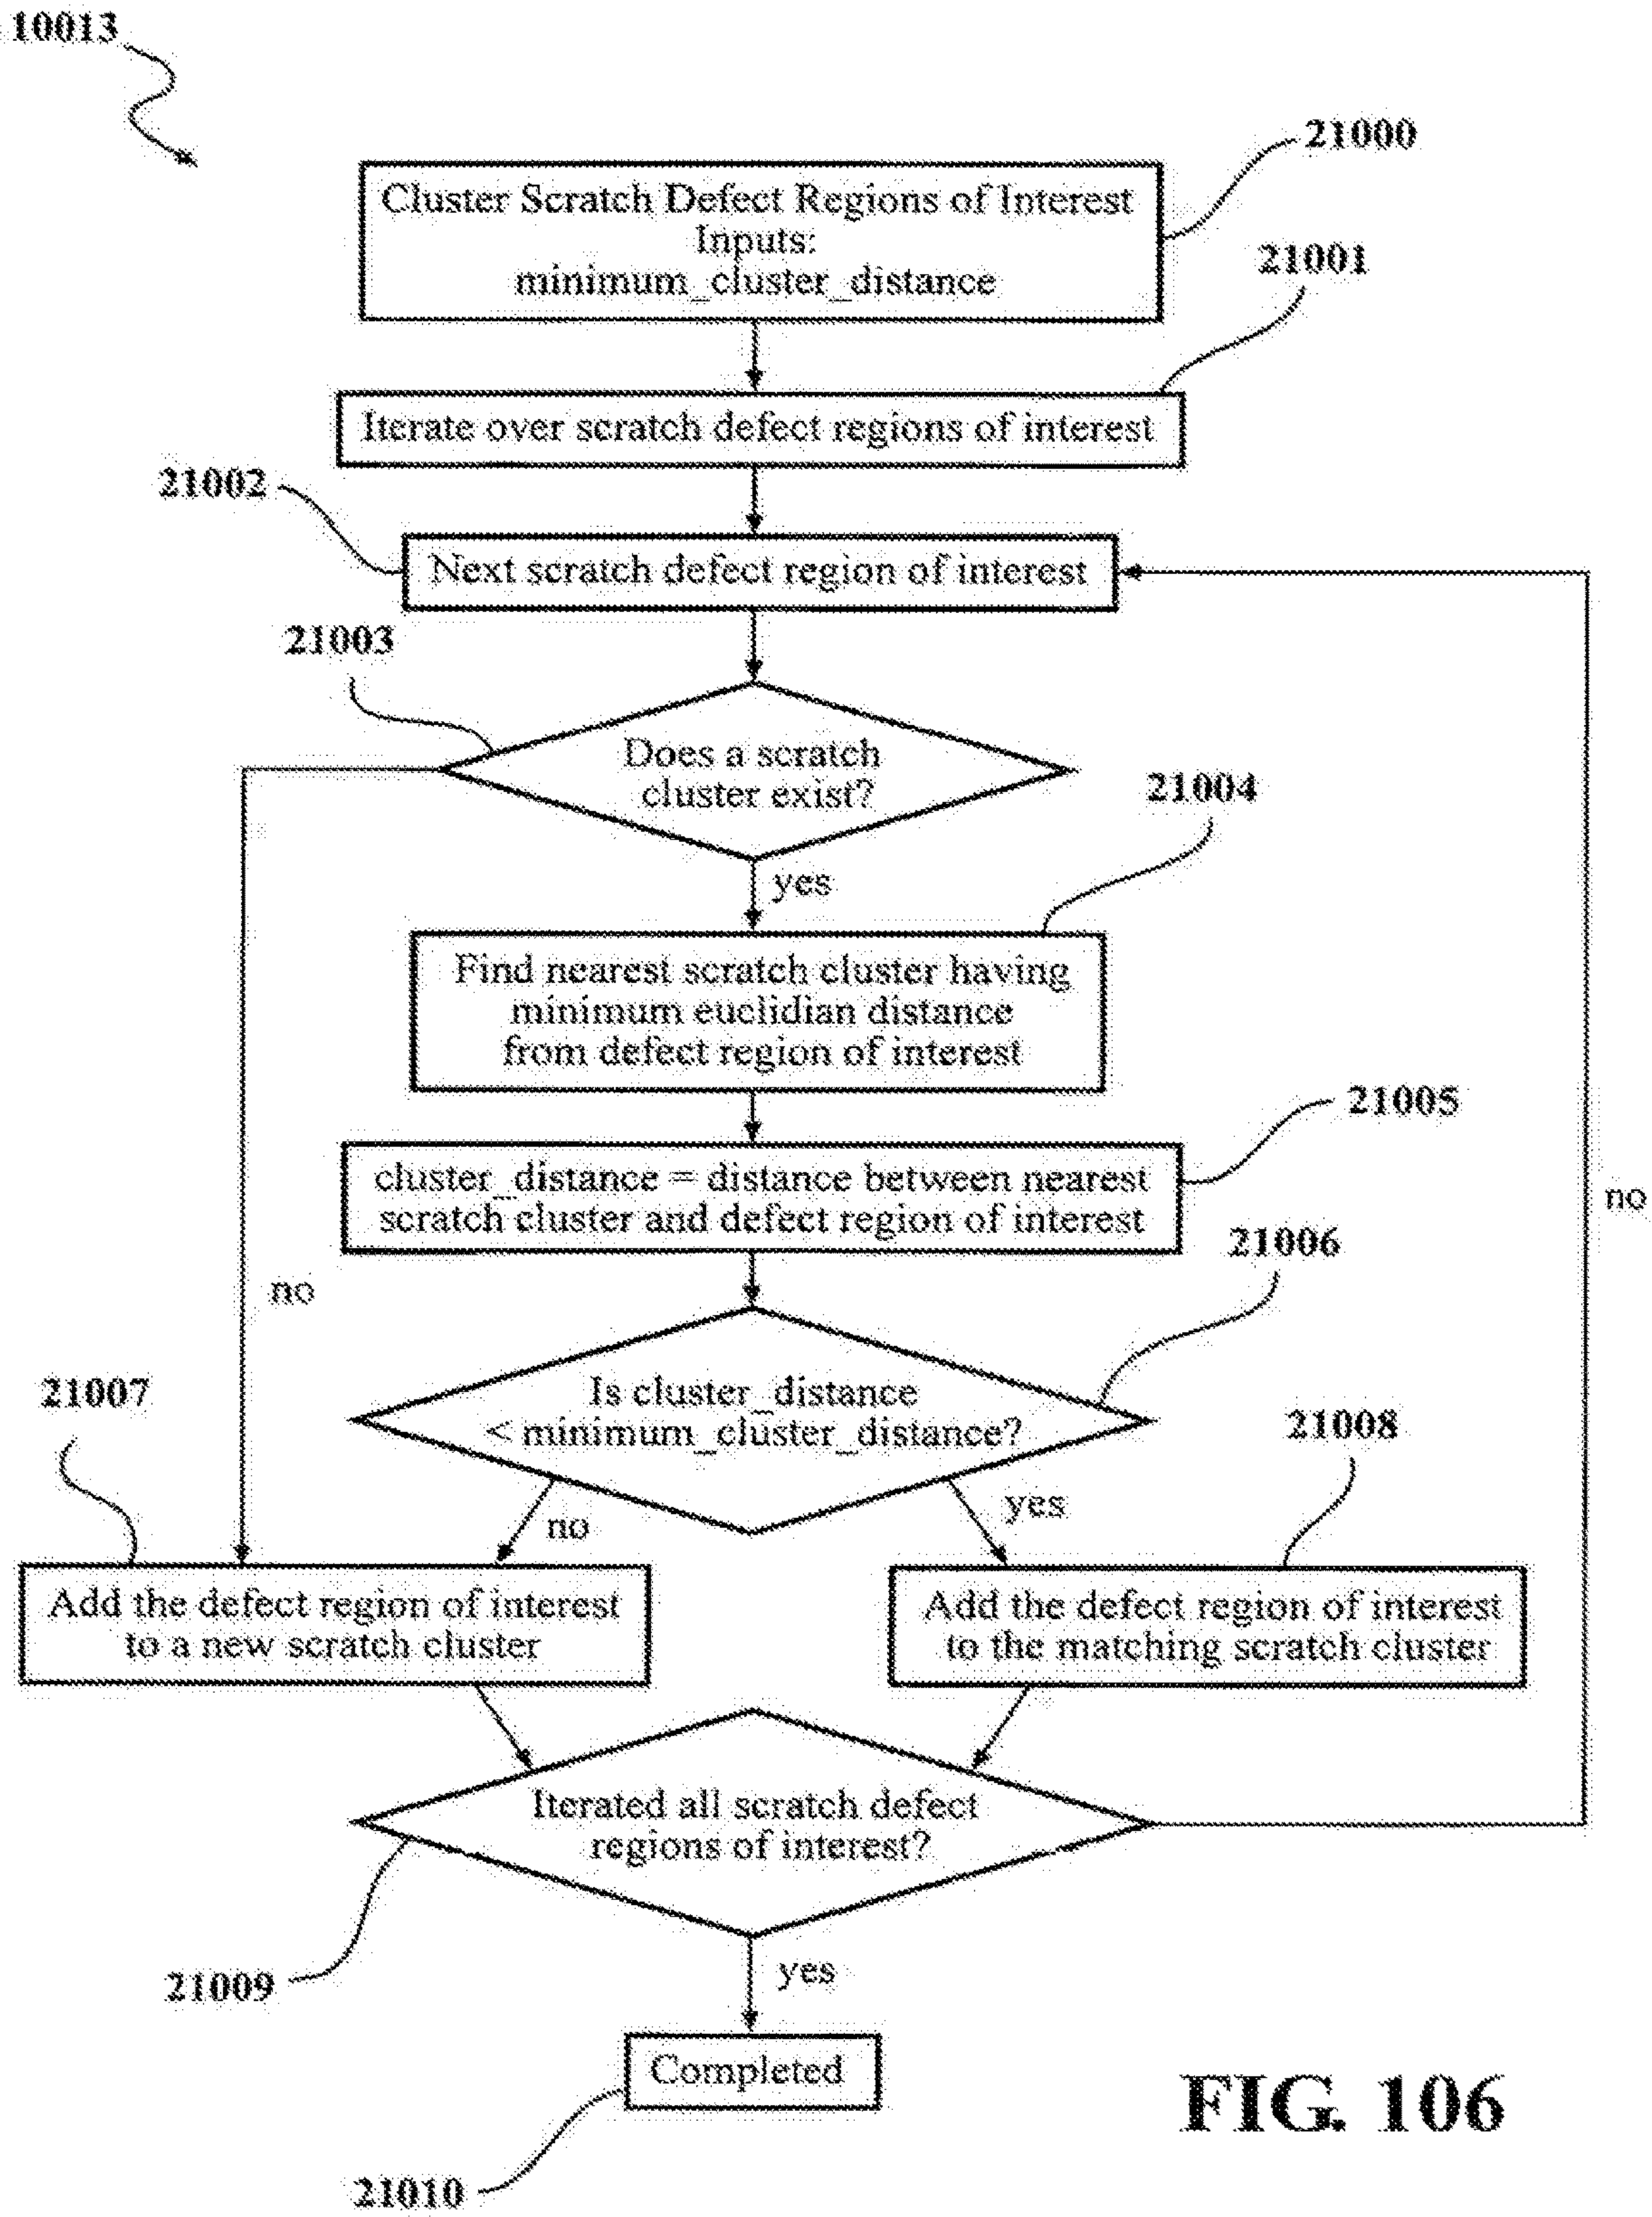 10013
21000
Cluster Scratch Defect Regions of Interest
Inputs:
minimum_cluster_distance
21001
Iterate over scratch defect regions of interest
21002
Next scratch defect region of interest
21003
Does a scratch
cluster exist?
21004
yes
Find nearest scratch cluster having
minimum euclidian distance
from defect region of interest
21005
cluster_distance = distance between nearest
scratch cluster and defect region of interest
no
21006
no
Is cluster_distance
< minimum_cluster_distance?
21007
21008
no
yes
Add the defect region of interest
to a new scratch cluster
Add the defect region of interest
to the matching scratch cluster
Iterated all scratch defect
regions of interest?
21009
yes
Completed
21010
FIG. 106